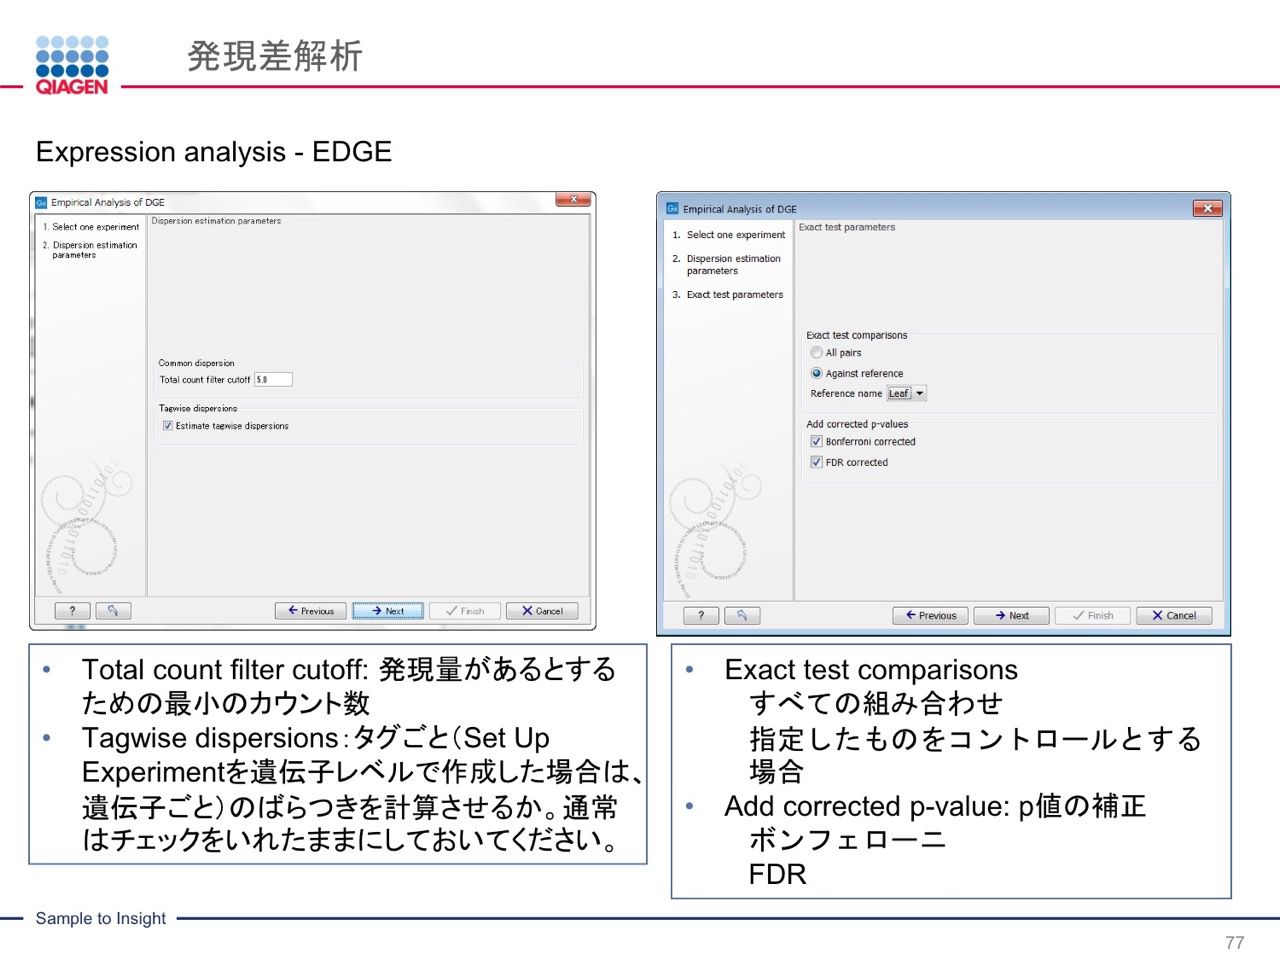 QIAGEN
発現差解析
Expression analysis - EDGE
Gx Empirical Analysis of DGE
1. Select one experiment
2. Dispersion estimation
parameters
Dispersion estimation parameters
Common dispersion
Total count filter cutoff 5.0
Tagwise dispersions
Estimate tagwise dispersions
? Previous Next Finish Cancel
Gx Empirical Analysis of DGE
1. Select one experiment
2. Dispersion estimation
parameters
3. Exact test parameters
Exact test parameters
Exact test comparisons
All pairs
Against reference
Reference name Leaf
Add corrected p-values
Bonferroni corrected
FDR corrected
? Previous Next Finish Cancel
• Total count filter cutoff: 発現量があるとする
ための最小のカウント数
• Tagwise dispersions：タグごと（Set Up
Experimentを遺伝子レベルで作成した場合は、
遺伝子ごと）のばらつきを計算させるか。通常
はチェックをいれたままにしておいてください。
• Exact test comparisons
すべての組み合わせ
指定したものをコントロールとする
場合
• Add corrected p-value: p値の補正
ボンフェローニ
FDR
Sample to Insight
77